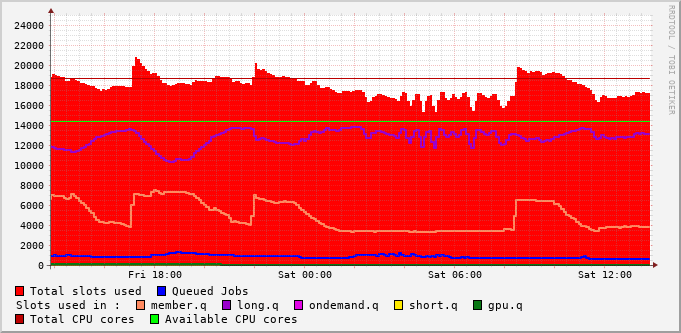 24000
22000
20000
18000
16000
14000
12000
10000
8000
6000
4000
2000
0
Fri 18:00 Sat 00:00 Sat 06:00 Sat 12:00
RRDTOOL / TOBI OETIKER
Total slots used Queued Jobs
Slots used in : member.q long.q ondemand.q short.q gpu.q
Total CPU cores Available CPU cores